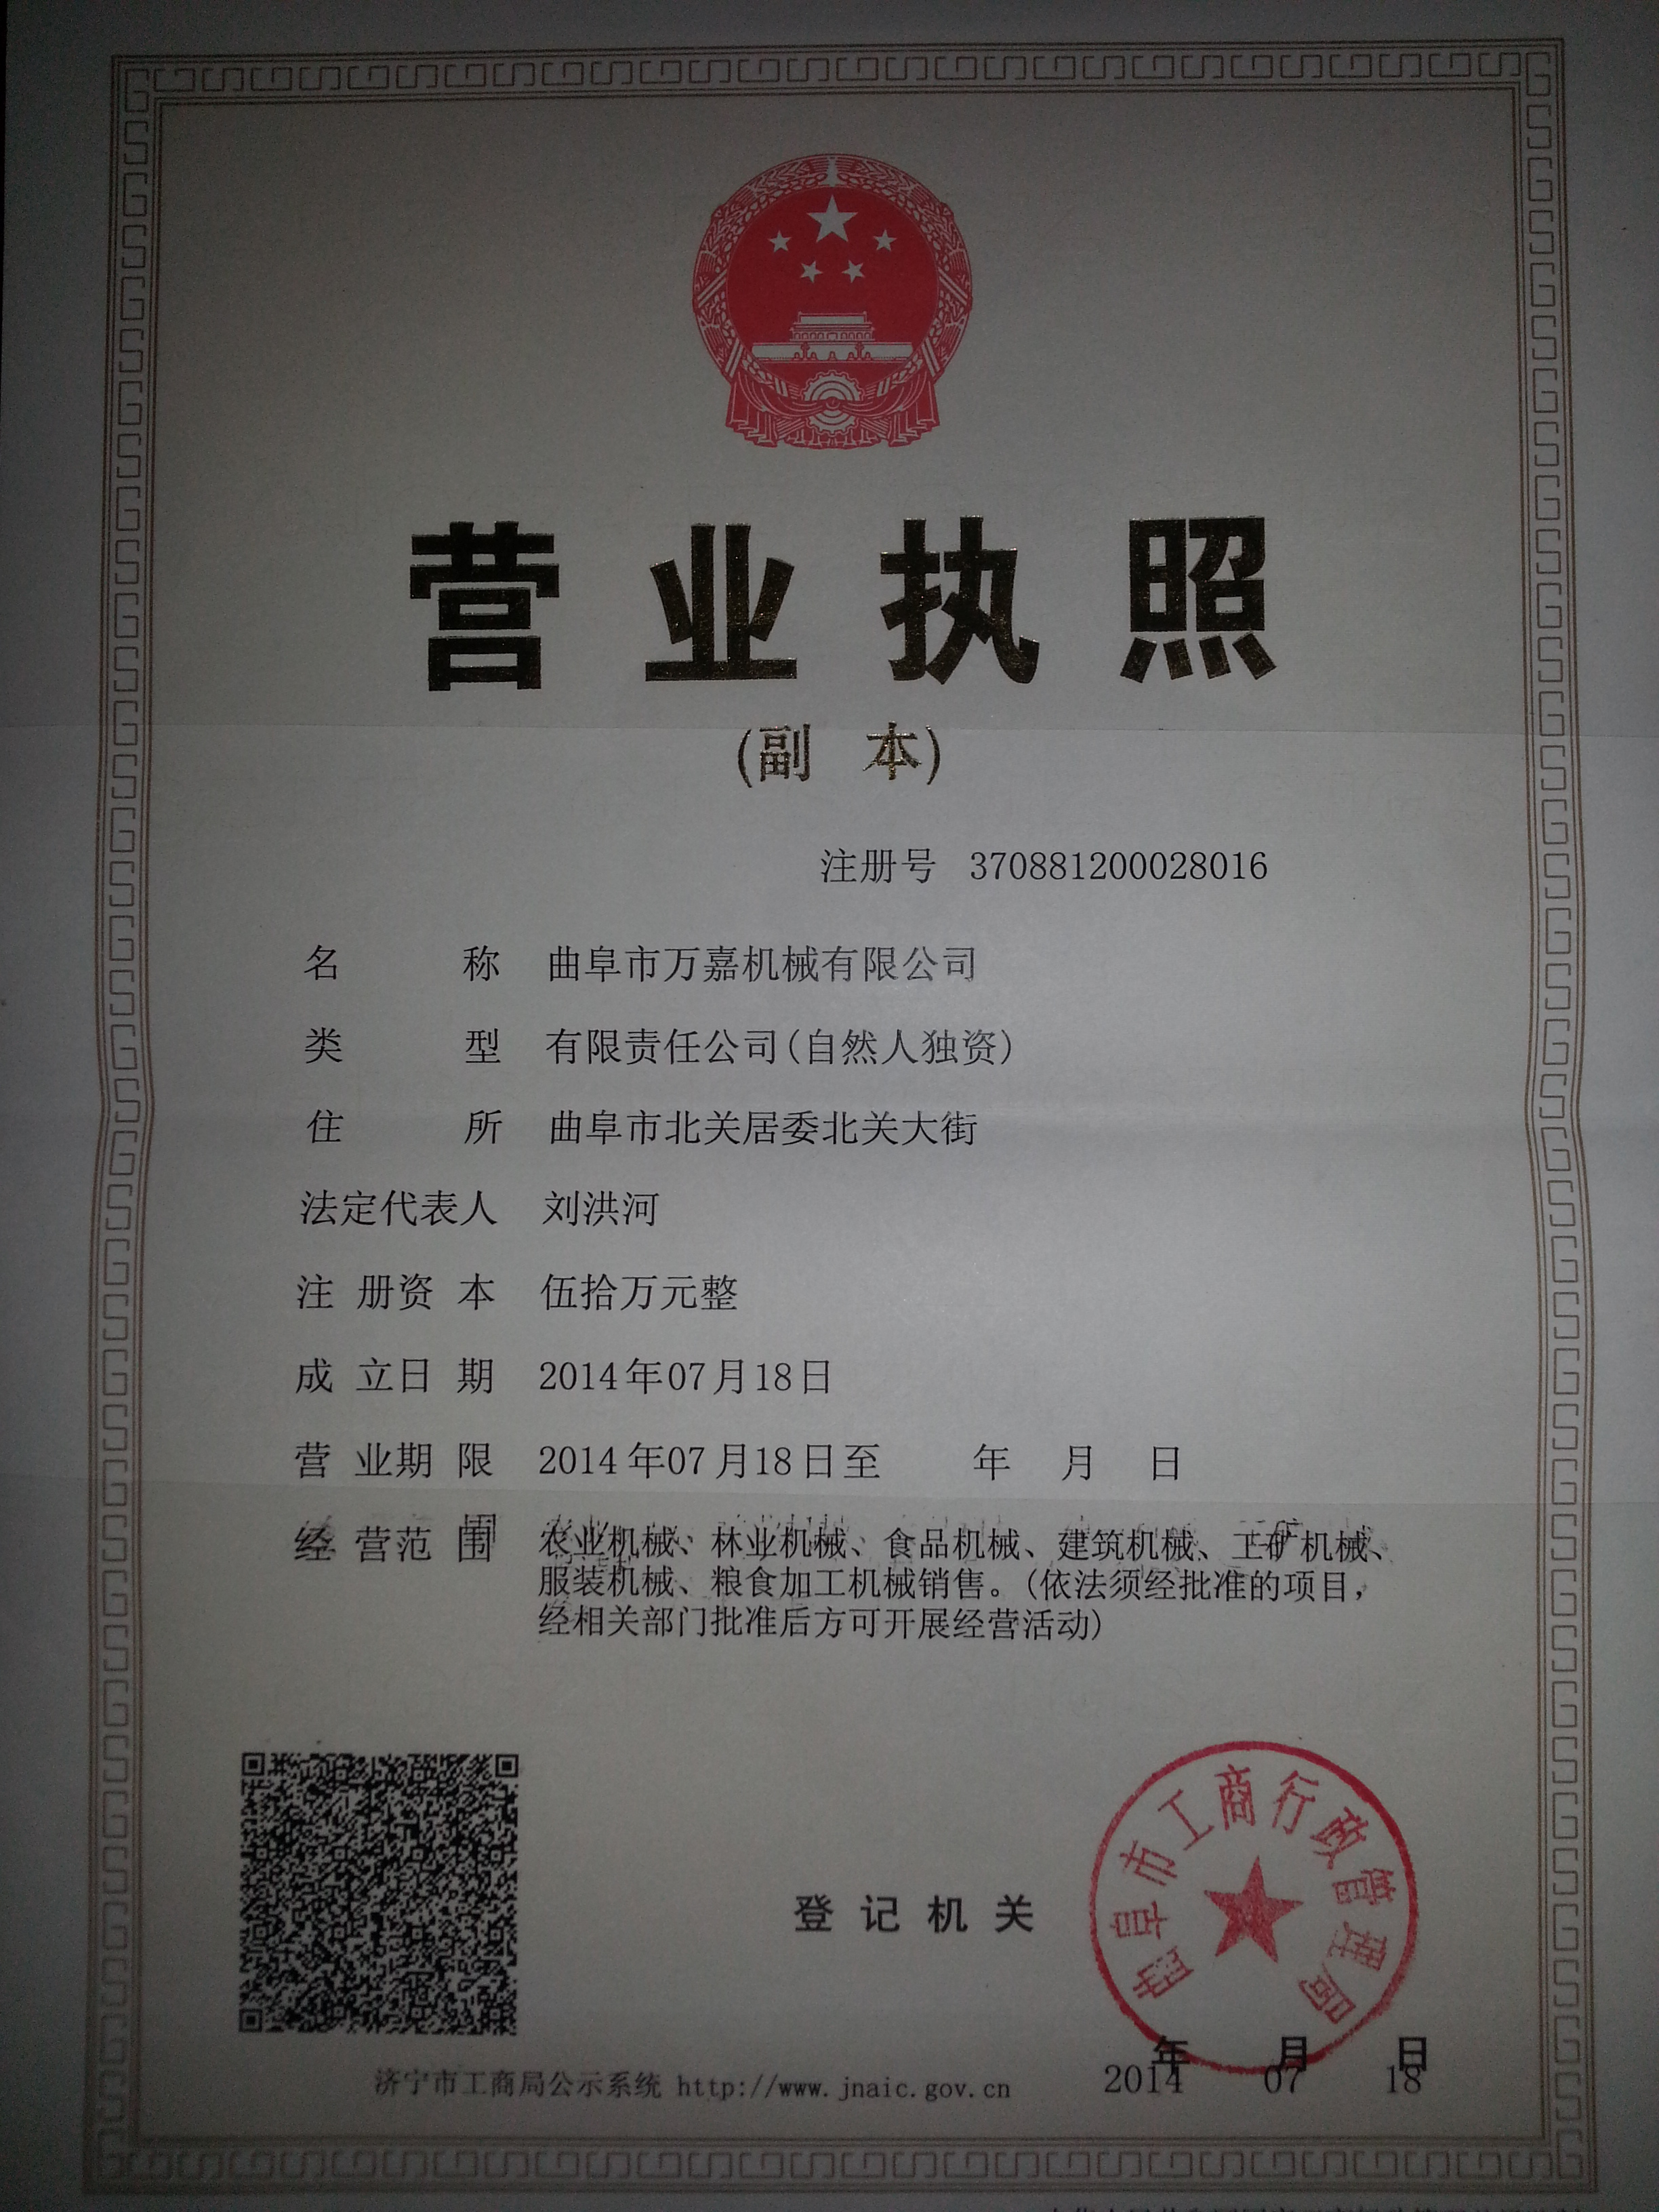 营业执照
(副 本)
注册号 370881200028016
名 称 曲阜市万嘉机械有限公司
类 型 有限责任公司(自然人独资)
住 所 曲阜市北关居委北关大街
法定代表人 刘洪河
注册资本 伍拾万元整
成立日期 2014年07月18日
营业期限 2014年07月18日至 年 月 日
经营范围 农业机械、林业机械、食品机械、建筑机械、工矿机械、
服装机械、粮食加工机械销售。(依法须经批准的项目,
经相关部门批准后方可开展经营活动)
曲阜市工商行政管理局
登记机关
年 月 日
2014 07 18
济宁市工商局公示系统 http://www.jnaic.gov.cn